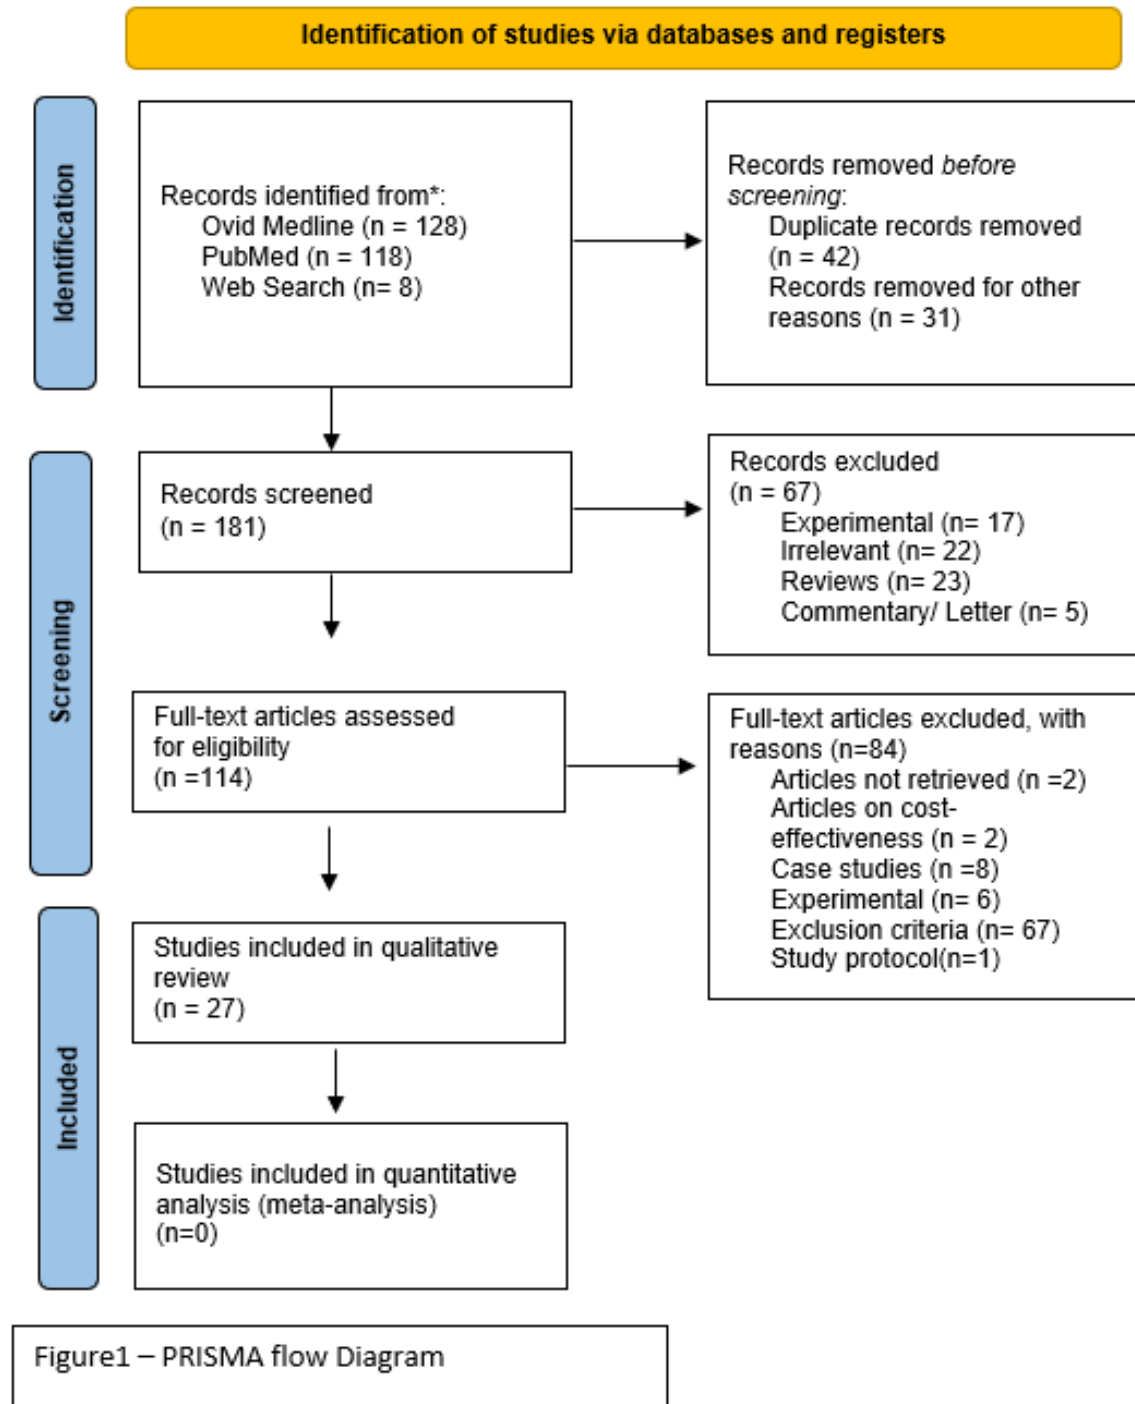 Identification of studies via databases and registers
Identification
Records identified from*:
Ovid Medline (n = 128)
PubMed (n = 118)
Web Search (n= 8)
Records removed before
screening:
Duplicate records removed
(n = 42)
Records removed for other
reasons (n = 31)
Screening
Records screened
(n = 181)
Records excluded
(n = 67)
Experimental (n= 17)
Irrelevant (n= 22)
Reviews (n= 23)
Commentary/ Letter (n= 5)
Full-text articles assessed
for eligibility
(n =114)
Full-text articles excluded, with
reasons (n=84)
Articles not retrieved (n =2)
Articles on cost-
effectiveness (n = 2)
Case studies (n =8)
Experimental (n= 6)
Exclusion criteria (n= 67)
Study protocol(n=1)
Included
Studies included in qualitative
review
(n = 27)
Studies included in quantitative
analysis (meta-analysis)
(n=0)
Figure1 – PRISMA flow Diagram